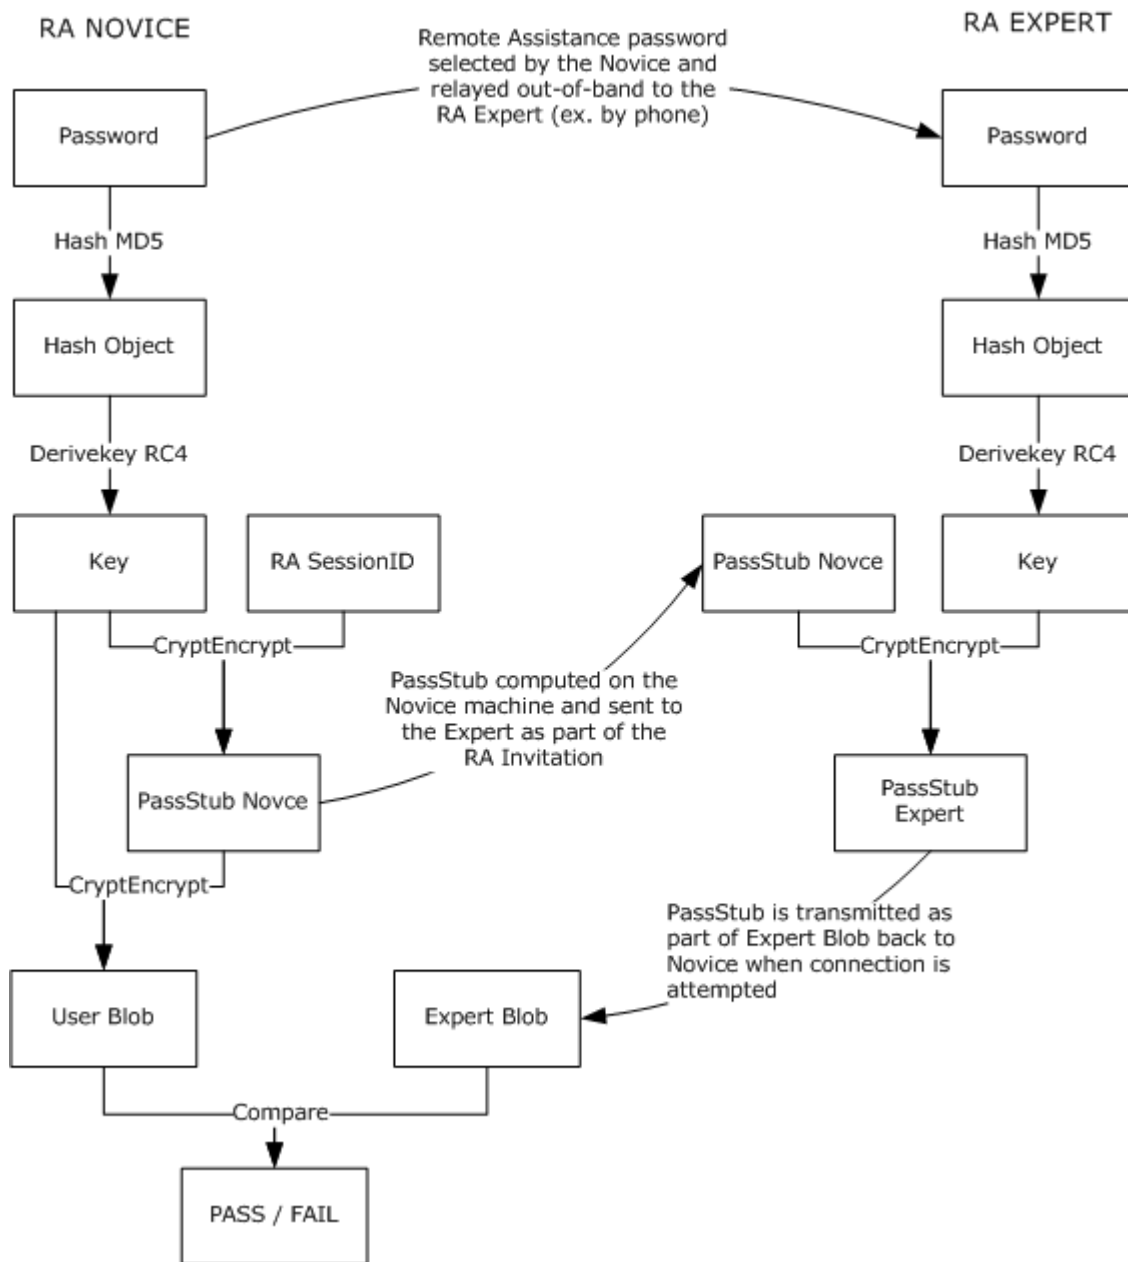 RA NOVICE
RA EXPERT
Remote Assistance password
selected by the Novice and
relayed out-of-band to the
RA Expert (ex. by phone)
Password
Password
Hash MD5
Hash MD5
Hash Object
Hash Object
Derivekey RC4
Derivekey RC4
Key
RA SessionID
PassStub Novce
Key
CryptEncrypt
CryptEncrypt
PassStub computed on the
Novice machine and sent to
the Expert as part of the
RA Invitation
PassStub Novce
PassStub
Expert
CryptEncrypt
PassStub is transmitted as
part of Expert Blob back to
Novice when connection is
attempted
User Blob
Expert Blob
Compare
PASS / FAIL